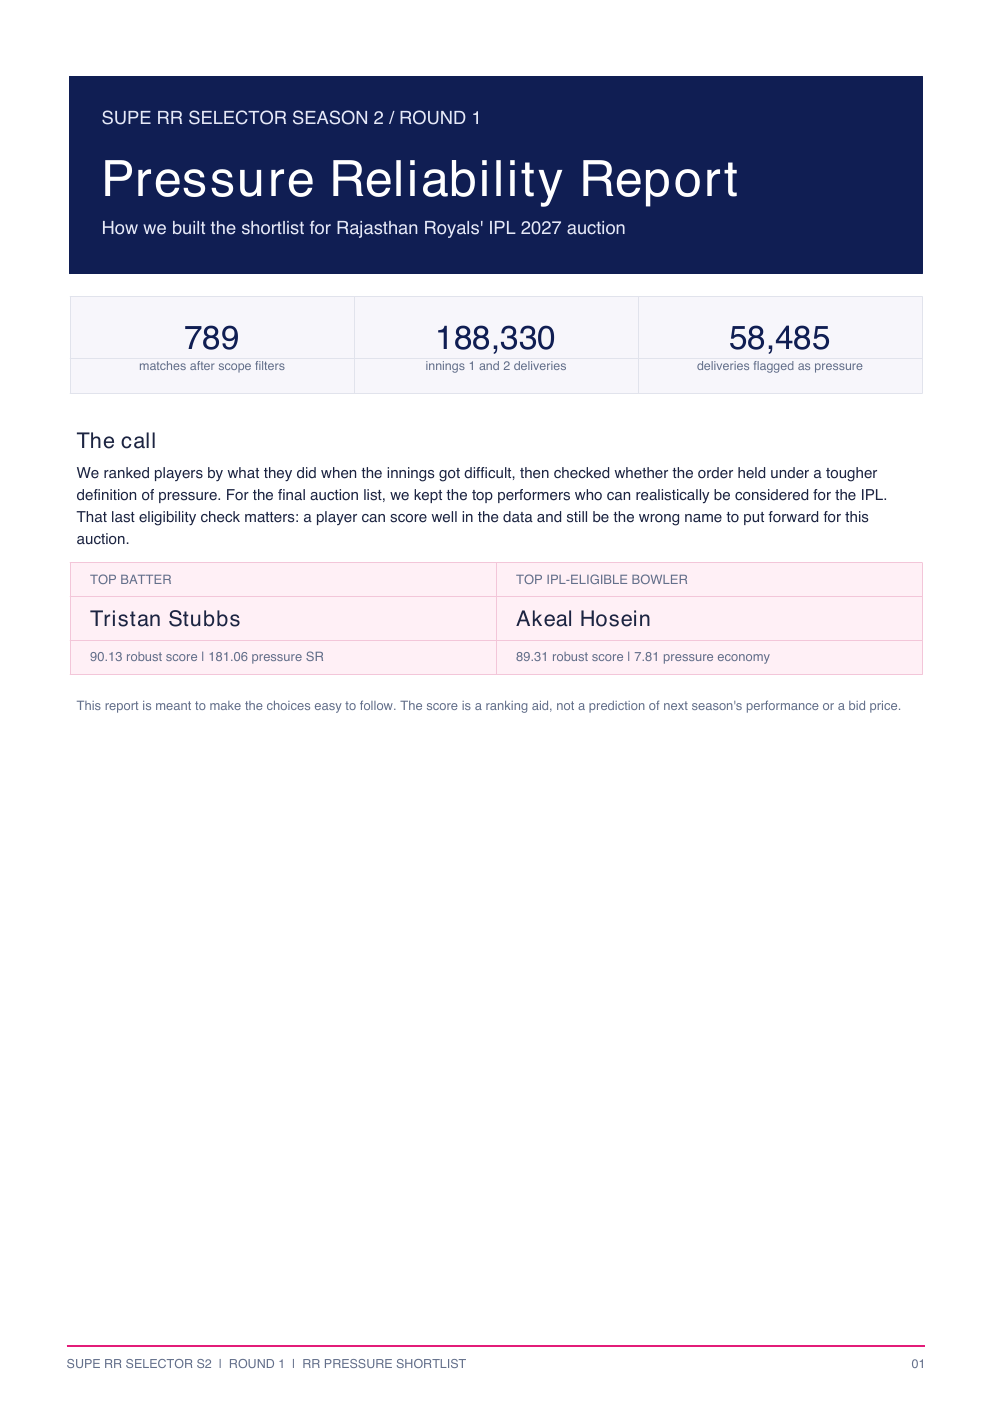 SUPE RR SELECTOR SEASON 2 / ROUND 1
Pressure Reliability Report
How we built the shortlist for Rajasthan Royals' IPL 2027 auction
789
188,330
58,485
matches after scope filters
innings 1 and 2 deliveries
deliveries flagged as pressure
The call
We ranked players by what they did when the innings got difficult, then checked whether the order held under a tougher
definition of pressure. For the final auction list, we kept the top performers who can realistically be considered for the IPL.
That last eligibility check matters: a player can score well in the data and still be the wrong name to put forward for this
auction.
TOP BATTER
TOP IPL-ELIGIBLE BOWLER
Tristan Stubbs
Akeal Hosein
90.13 robust score | 181.06 pressure SR
89.31 robust score | 7.81 pressure economy
This report is meant to make the choices easy to follow. The score is a ranking aid, not a prediction of next season's performance or a bid price.
SUPE RR SELECTOR S2 | ROUND 1 | RR PRESSURE SHORTLIST
01